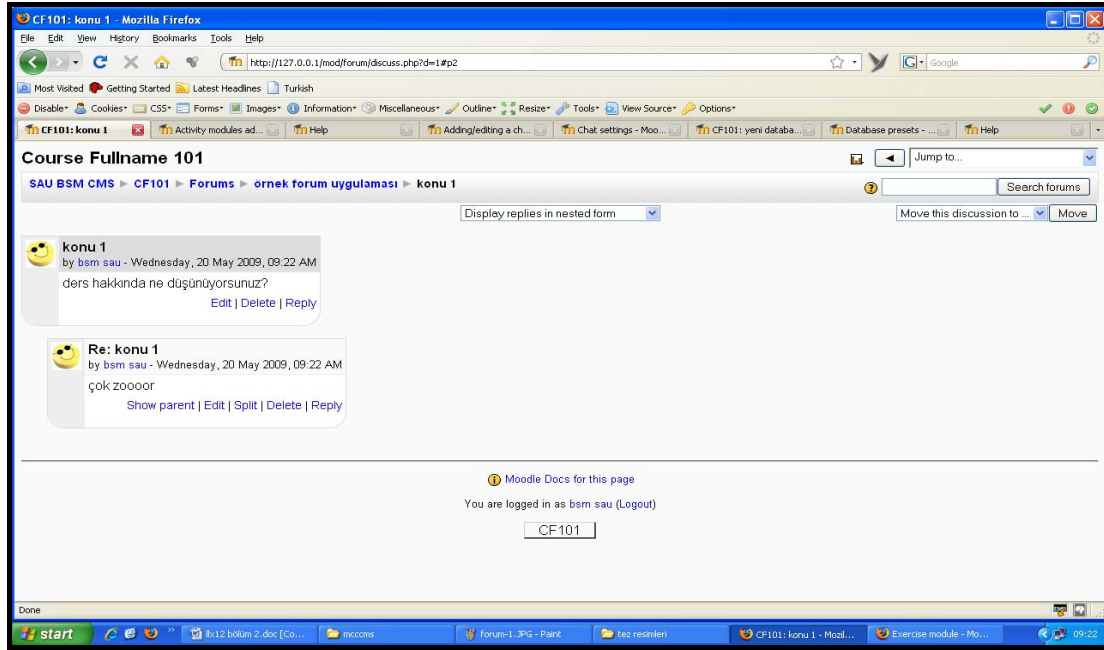 CF101: konu 1 - Mozilla Firefox
File Edit View History Bookmarks Tools Help
http://127.0.0.1/mod/forum/discuss.php?d=1#p2
Google
Most Visited Getting Started Latest Headlines Turkish
Disable Cookies CSS Forms Images Information Miscellaneous Outline Resize Tools View Source Options
CF101: konu 1 Activity modules ad... Help Adding/editing a ch... Chat settings - Moo... CF101: yeni databa... Database presets - ... Help
Course Fullname 101 Jump to...
SAU BSM CMS ► CF101 ► Forums ► örnek forum uygulaması ► konu 1 Search forums
Display replies in nested form Move this discussion to ... Move
konu 1
by bsm sau - Wednesday, 20 May 2009, 09:22 AM
ders hakkında ne düşünüyorsunuz?
Edit | Delete | Reply
Re: konu 1
by bsm sau - Wednesday, 20 May 2009, 09:22 AM
çok zoooor
Show parent | Edit | Split | Delete | Reply
Moodle Docs for this page
You are logged in as bsm sau (Logout)
CF101
Done
start bölüm 2.doc [Co... mcccms forum-1.JPG - Paint tez resimleri CF101: konu 1 - Mozil... Exercise module - Mo... 09:22